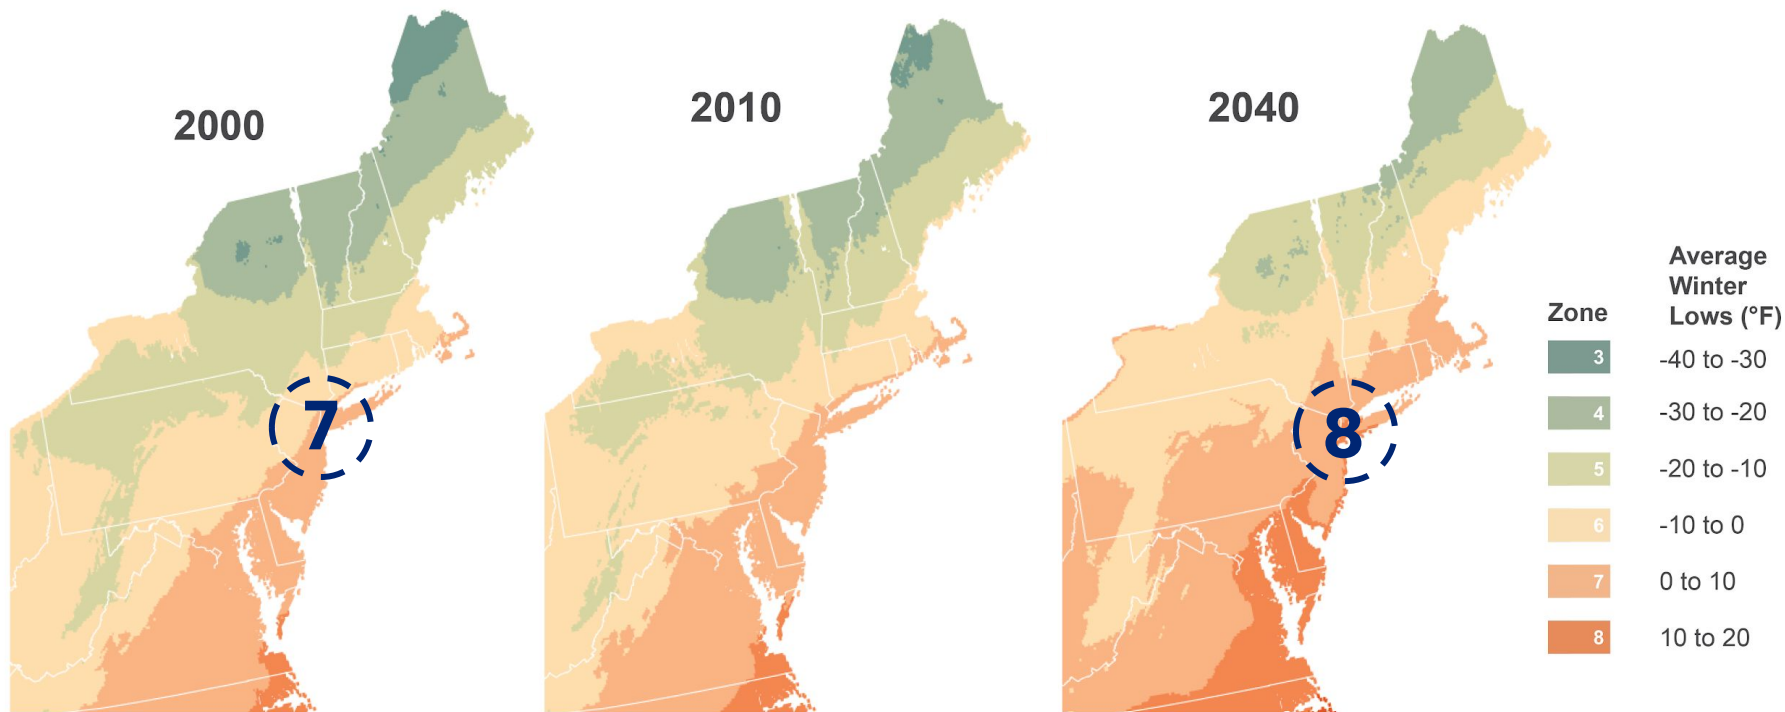 2000
2010
2040
7
8
Average
Winter
Lows (°F)
Zone
3 -40 to -30
4 -30 to -20
5 -20 to -10
6 -10 to 0
7 0 to 10
8 10 to 20